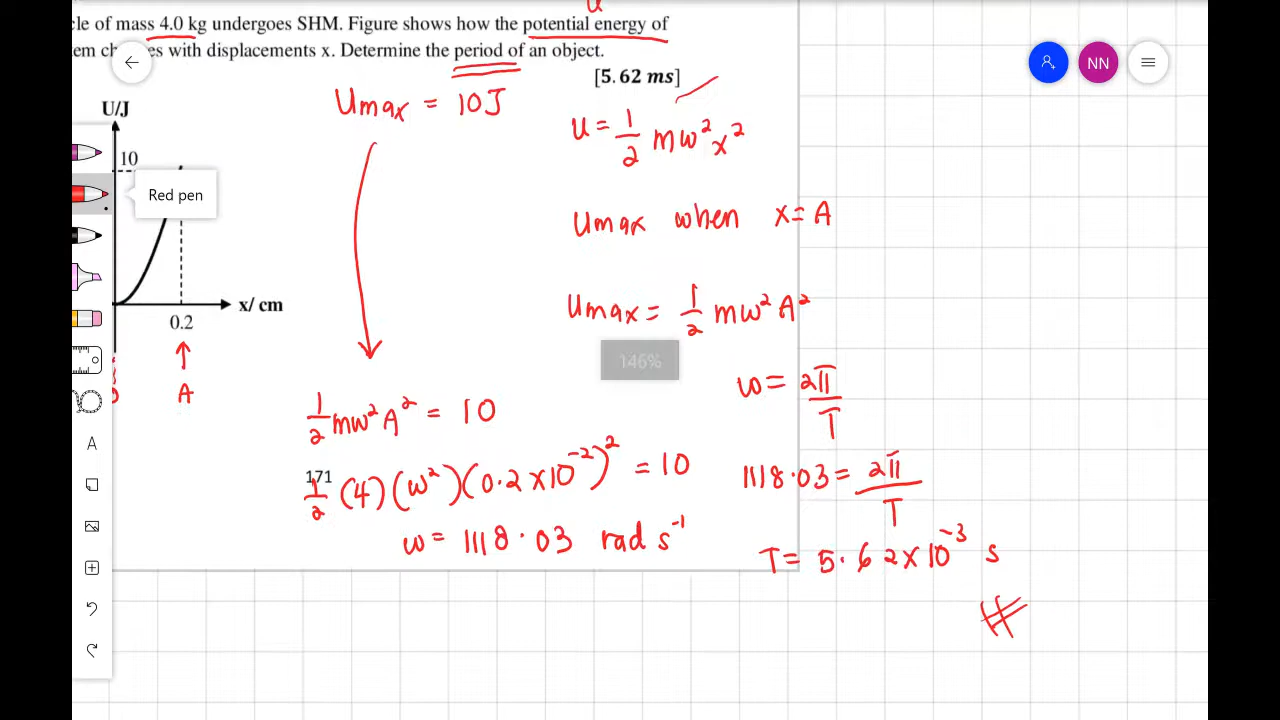 cle of mass 4.0 kg undergoes SHM. Figure shows how the potential energy of
tem ch es with displacements x. Determine the period of an object.
[5.62 ms]
NN
U/J
10
Red pen
x/ cm
0.2
A
Umax = 10J
U = 1/2 mω²x²
Umax when x = A
Umax = 1/2 mω²A²
146%
1/2 mω²A² = 10
171
1/2 (4)(ω²)(0.2×10⁻²)² = 10
ω = 1118.03 rad s⁻¹
ω = 2π/T
1118.03 = 2π/T
T = 5.62×10⁻³ s
A